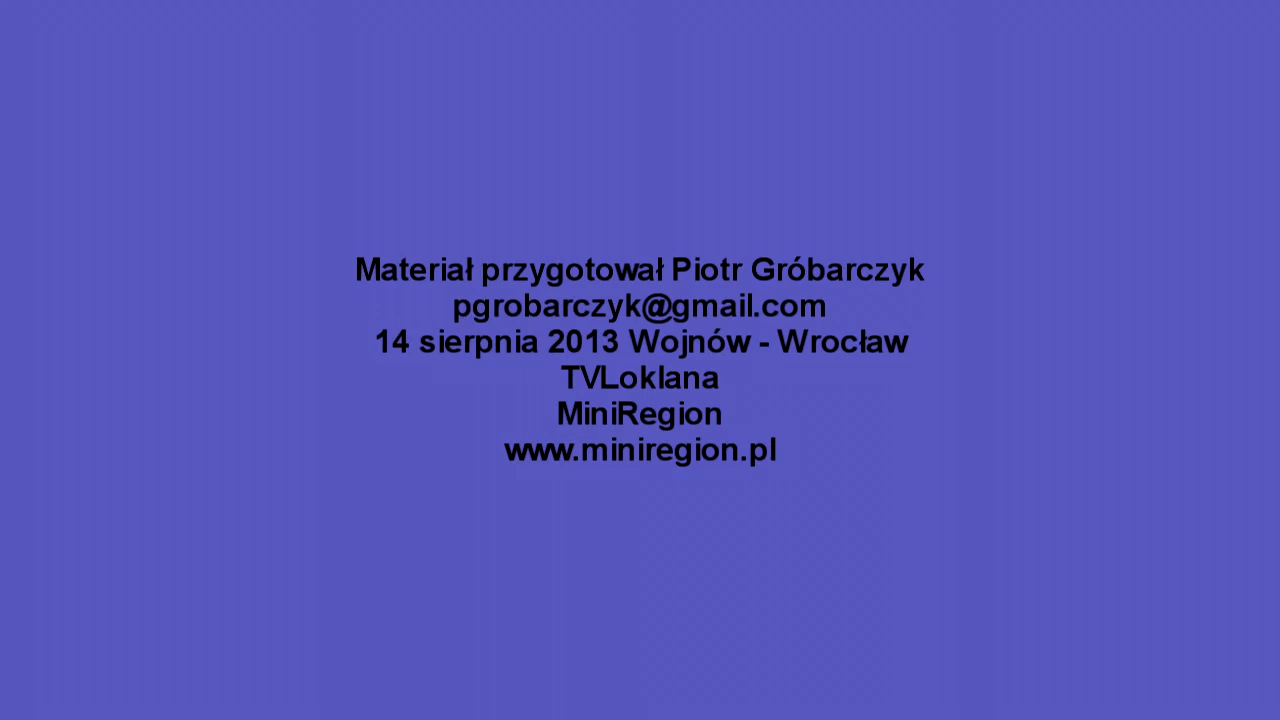 Materiał przygotował Piotr Gróbarczyk
pgrobarczyk@gmail.com
14 sierpnia 2013 Wojnów - Wrocław
TVLoklana
MiniRegion
www.miniregion.pl